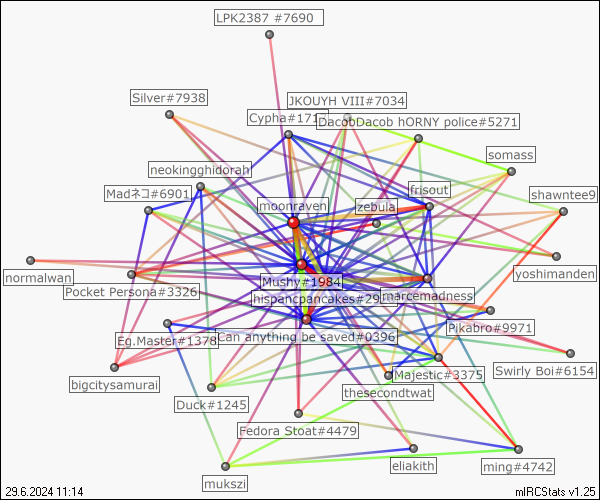 LPK2387 #7690
Silver#7938
JKOUYH VIII#7034
Cypha#171
DacobDacob hORNY police#5271
somass
neokingghidorah
Madネコ#6901
frisout
shawntee9
moonraven
zebula
normalwan
yoshimanden
Pocket Persona#3326
Mushy#1984
hispancpancakes#29
marcemadness
Pikabro#9971
Eg.Master#1378
Can anything be saved#0396
Swirly Boi#6154
bigcitysamurai
Majestic#3375
thesecondtwat
Duck#1245
Fedora Stoat#4479
eliakith
ming#4742
mukszi
29.6.2024 11:14
mIRCStats v1.25